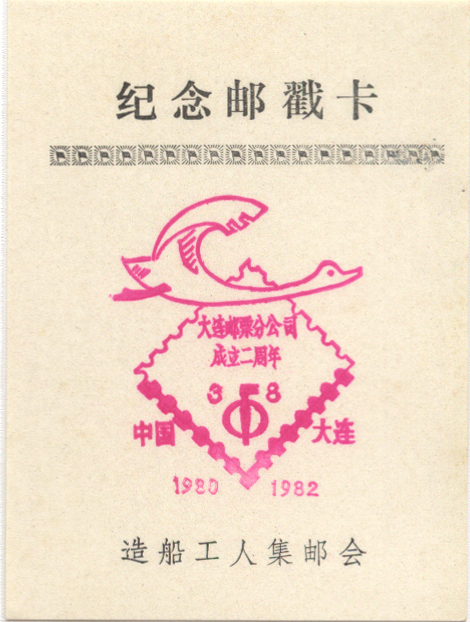 纪念邮戳卡
大连邮票分公司
成立二周年
3 8
中国 大连
1980 1982
造船工人集邮会